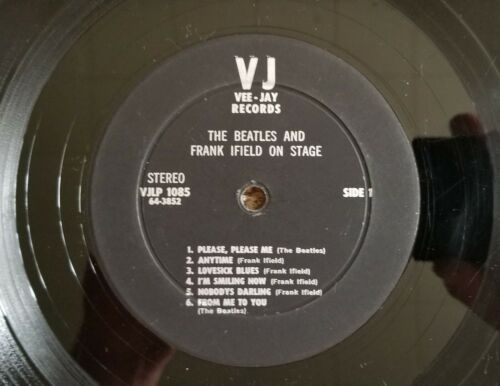 VJ
VEE-JAY
RECORDS
THE BEATLES AND
FRANK IFIELD ON STAGE
STEREO
VJLP 1085
64-3852
SIDE 1
1. PLEASE, PLEASE ME (The Beatles)
2. ANYTIME (Frank Ifield)
3. LOVESICK BLUES (Frank Ifield)
4. I'M SMILING NOW (Frank Ifield)
5. NOBODYS DARLING (Frank Ifield)
6. FROM ME TO YOU
(The Beatles)